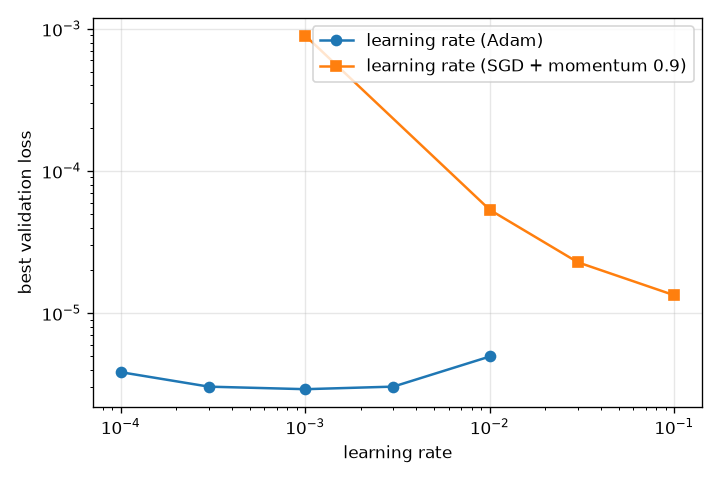 10⁻³
10⁻⁴
10⁻⁵
best validation loss
learning rate (Adam)
learning rate (SGD + momentum 0.9)
10⁻⁴
10⁻³
10⁻²
10⁻¹
learning rate